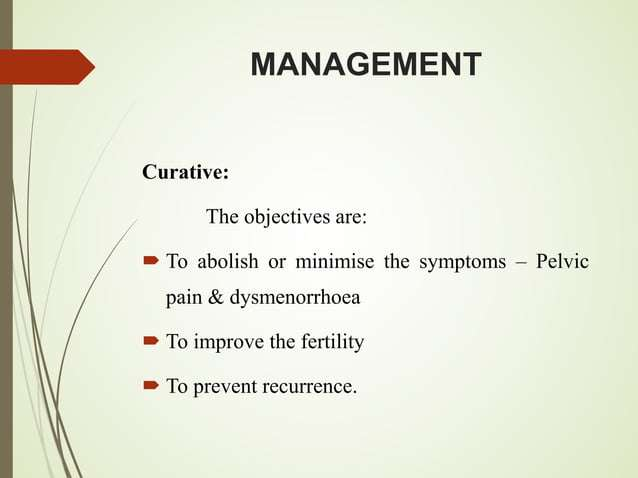 MANAGEMENT
Curative:
The objectives are:
To abolish or minimise the symptoms – Pelvic
pain & dysmenorrhoea
To improve the fertility
To prevent recurrence.